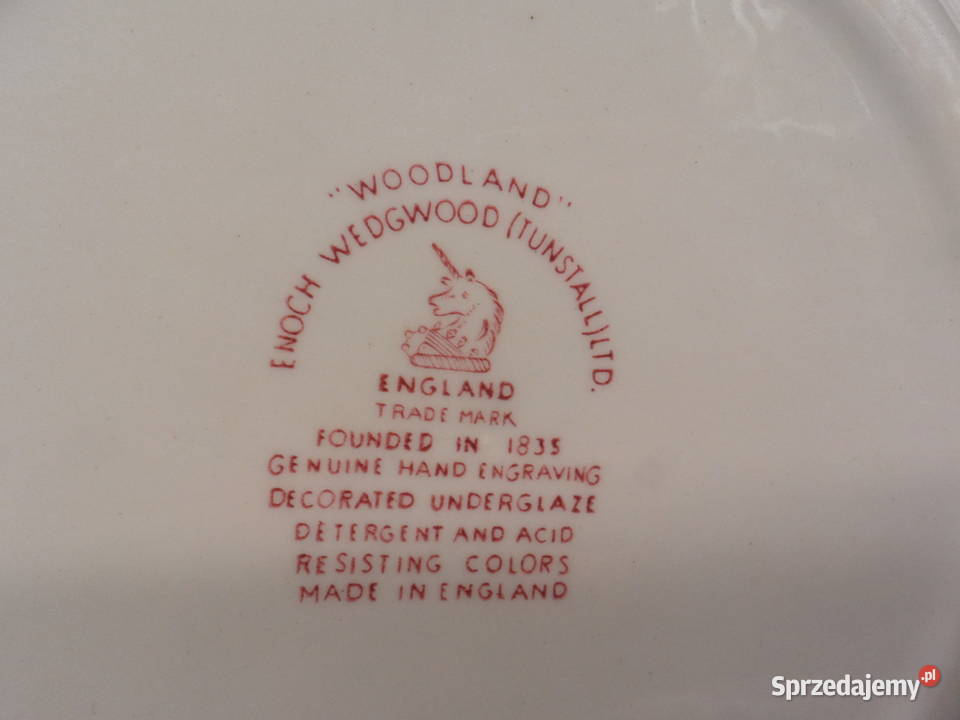 "WOODLAND"
ENOCH WEDGWOOD (TUNSTALL) LTD.
ENGLAND
TRADE MARK
FOUNDED IN 1835
GENUINE HAND ENGRAVING
DECORATED UNDERGLAZE
DETERGENT AND ACID
RESISTING COLORS
MADE IN ENGLAND
Sprzedajemy.pl